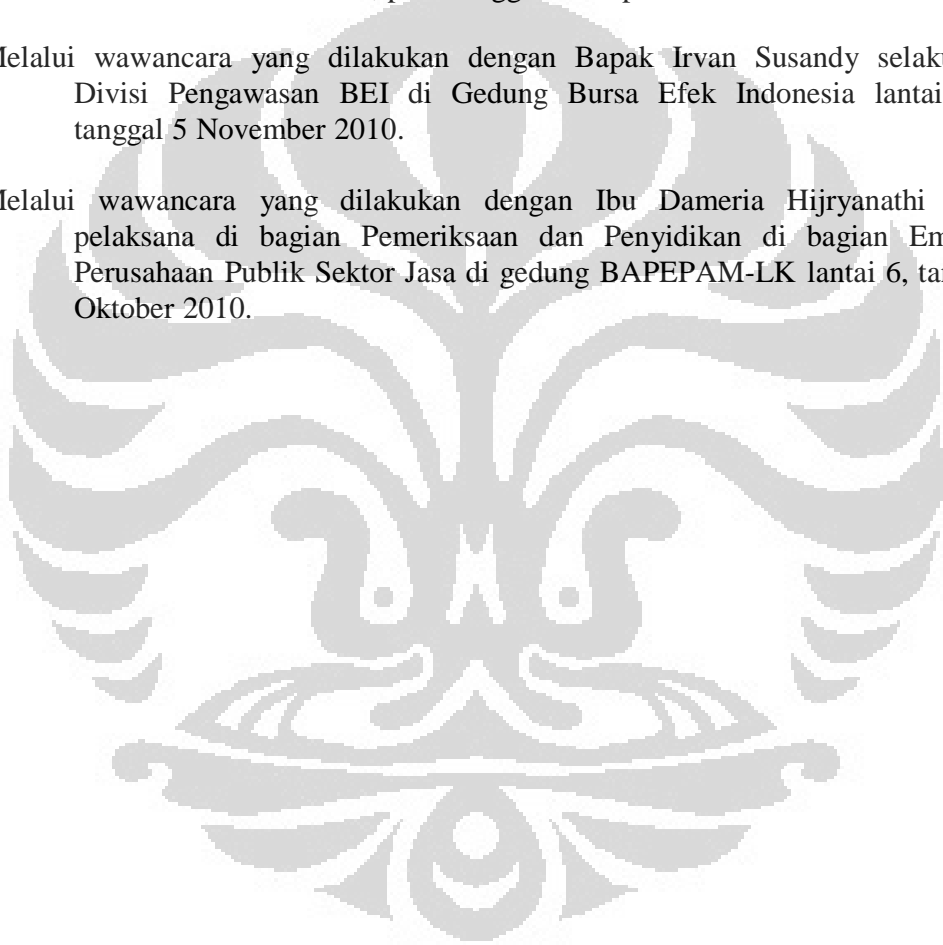 Melalui wawancara yang dilakukan dengan Bapak Irvan Susandy
Divisi Pengawasan BEI di Gedung Bursa Efek Indonesia lantai
tanggal 5 November 2010.
Melalui wawancara yang dilakukan dengan Ibu Dameria Hijryanathi
pelaksana di bagian Pemeriksaan dan Penyidikan di bagian
Perusahaan Publik Sektor Jasa di gedung BAPEPAM-LK lantai 6,
Oktober 2010.